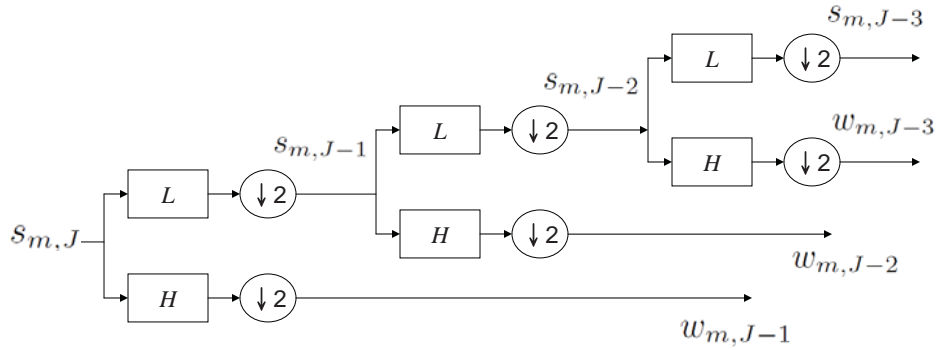 s_{m,J-3}
L
↓2
s_{m,J-2}
L
↓2
w_{m,J-3}
s_{m,J-1}
H
↓2
L
↓2
s_{m,J}
H
↓2
w_{m,J-2}
H
↓2
w_{m,J-1}